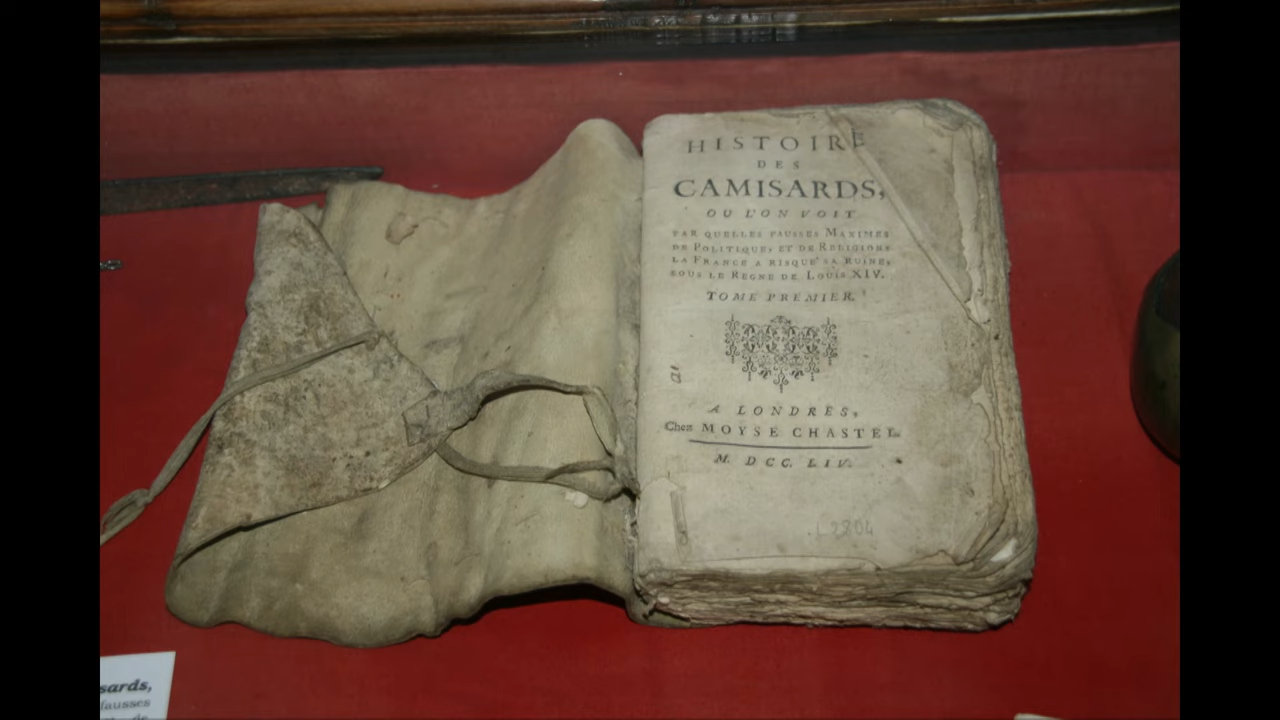 HISTOIRE
DES
CAMISARDS,
OU L'ON VOIT
PAR QUELLES FAUSSES MAXIMES
DE POLITIQUE, ET DE RELIGION,
LA FRANCE A RISQUÉ SA RUINE,
SOUS LE REGNE DE LOUIS XIV.
TOME PREMIER.
A LONDRES,
Chez MOYSE CHASTEL.
M. DCC. LIV.
L 2804
sards,
fausses